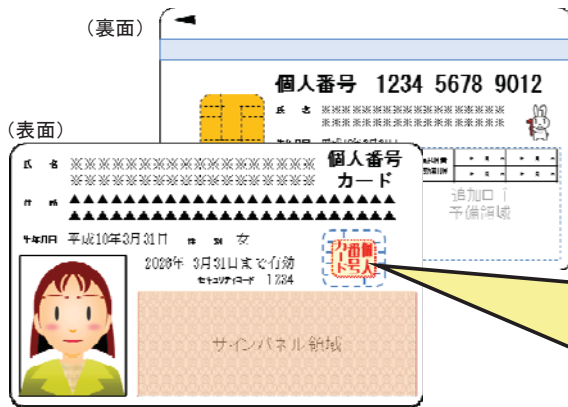 （裏面）
個人番号 1234 5678 9012
氏 名 ※※※※※※※※※※※※※※※※※※
※※※※※※※※※※※※※※※※※※
（表面）
氏 名 ※※※※※※※※※※※※※※※※※※
※※※※※※※※※※※※※※※※※※
個人番号
カード
住 所 ▲▲▲▲▲▲▲▲▲▲▲▲▲▲▲▲▲▲▲▲▲▲
▲▲▲▲▲▲▲▲▲▲▲▲▲▲▲▲▲▲▲▲▲▲
生年月日 平成10年3月31日 性 別 女
2026年 3月31日まで有効
セキュリティコード 1234
個人
番号
カード
サインパネル領域
追加ロ
予備領域